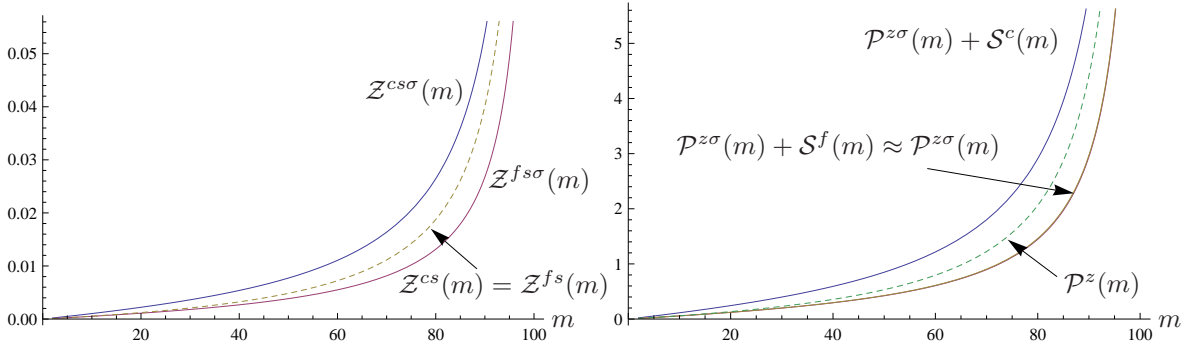 0.05
0.04
0.03
0.02
0.01
0.00
20 40 60 80 100 m
𝒵^{csσ}(m)
𝒵^{fsσ}(m)
𝒵^{cs}(m) = 𝒵^{fs}(m)
5
4
3
2
1
0
20 40 60 80 100 m
𝒫^{zσ}(m) + 𝒮^{c}(m)
𝒫^{zσ}(m) + 𝒮^{f}(m) ≈ 𝒫^{zσ}(m)
𝒫^{z}(m)